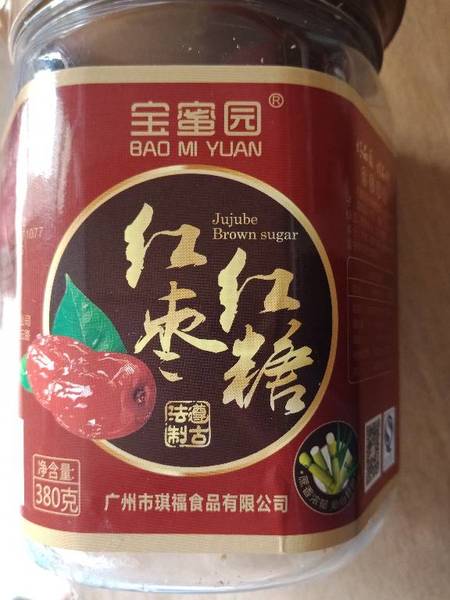 宝蜜园®
BAO MI YUAN
Jujube
Brown sugar
红枣
红糖
遵古
法制
净含量:
380克
广州市琪福食品有限公司
1077